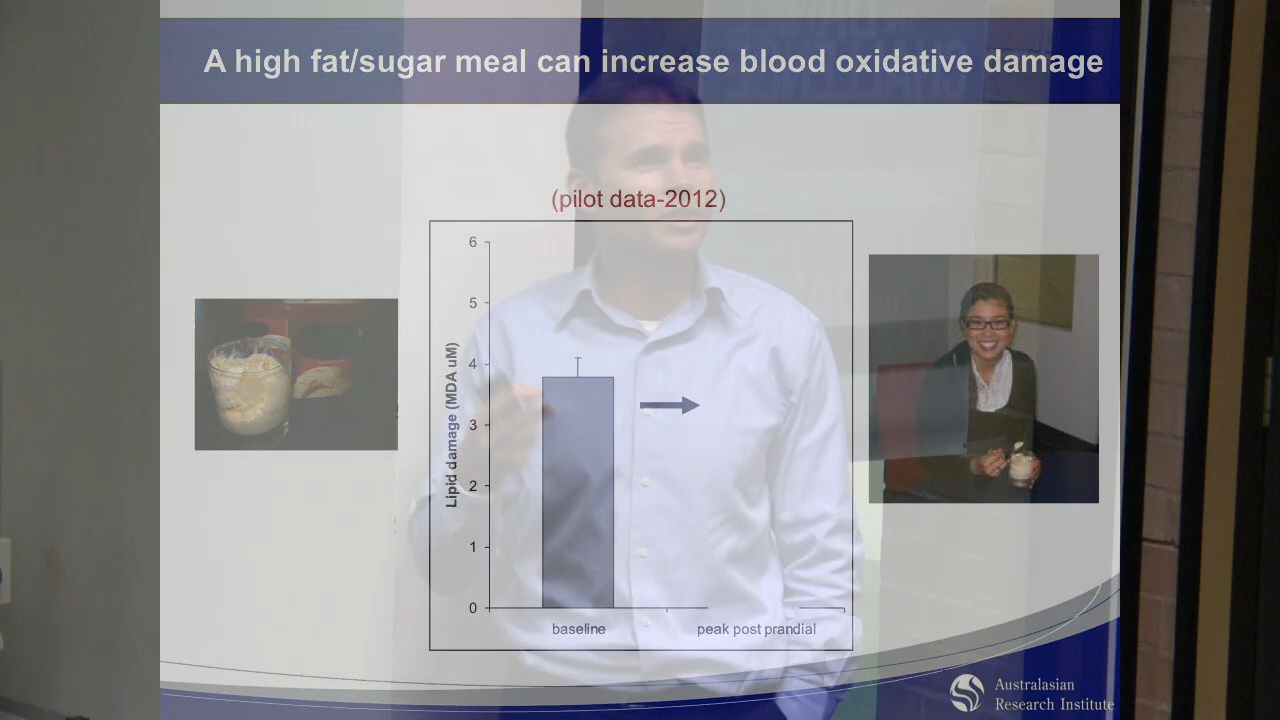 A high fat/sugar meal can increase blood oxidative damage
(pilot data-2012)
6
5
4
3
2
1
0
Lipid damage (MDA uM)
baseline
peak post prandial
Australasian
Research Institute